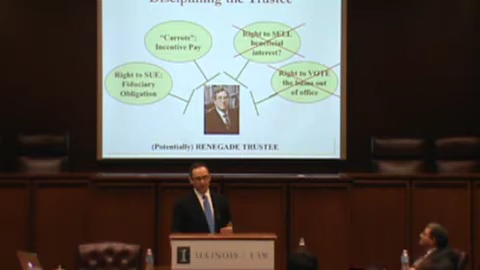 Disciplining the Trustee
"Carrots":
Incentive Pay
Right to SELL
beneficial
interest?
Right to SUE:
Fiduciary
Obligation
Right to VOTE
the bums out
of office
(Potentially) RENEGADE TRUSTEE
I ILLINOIS LAW